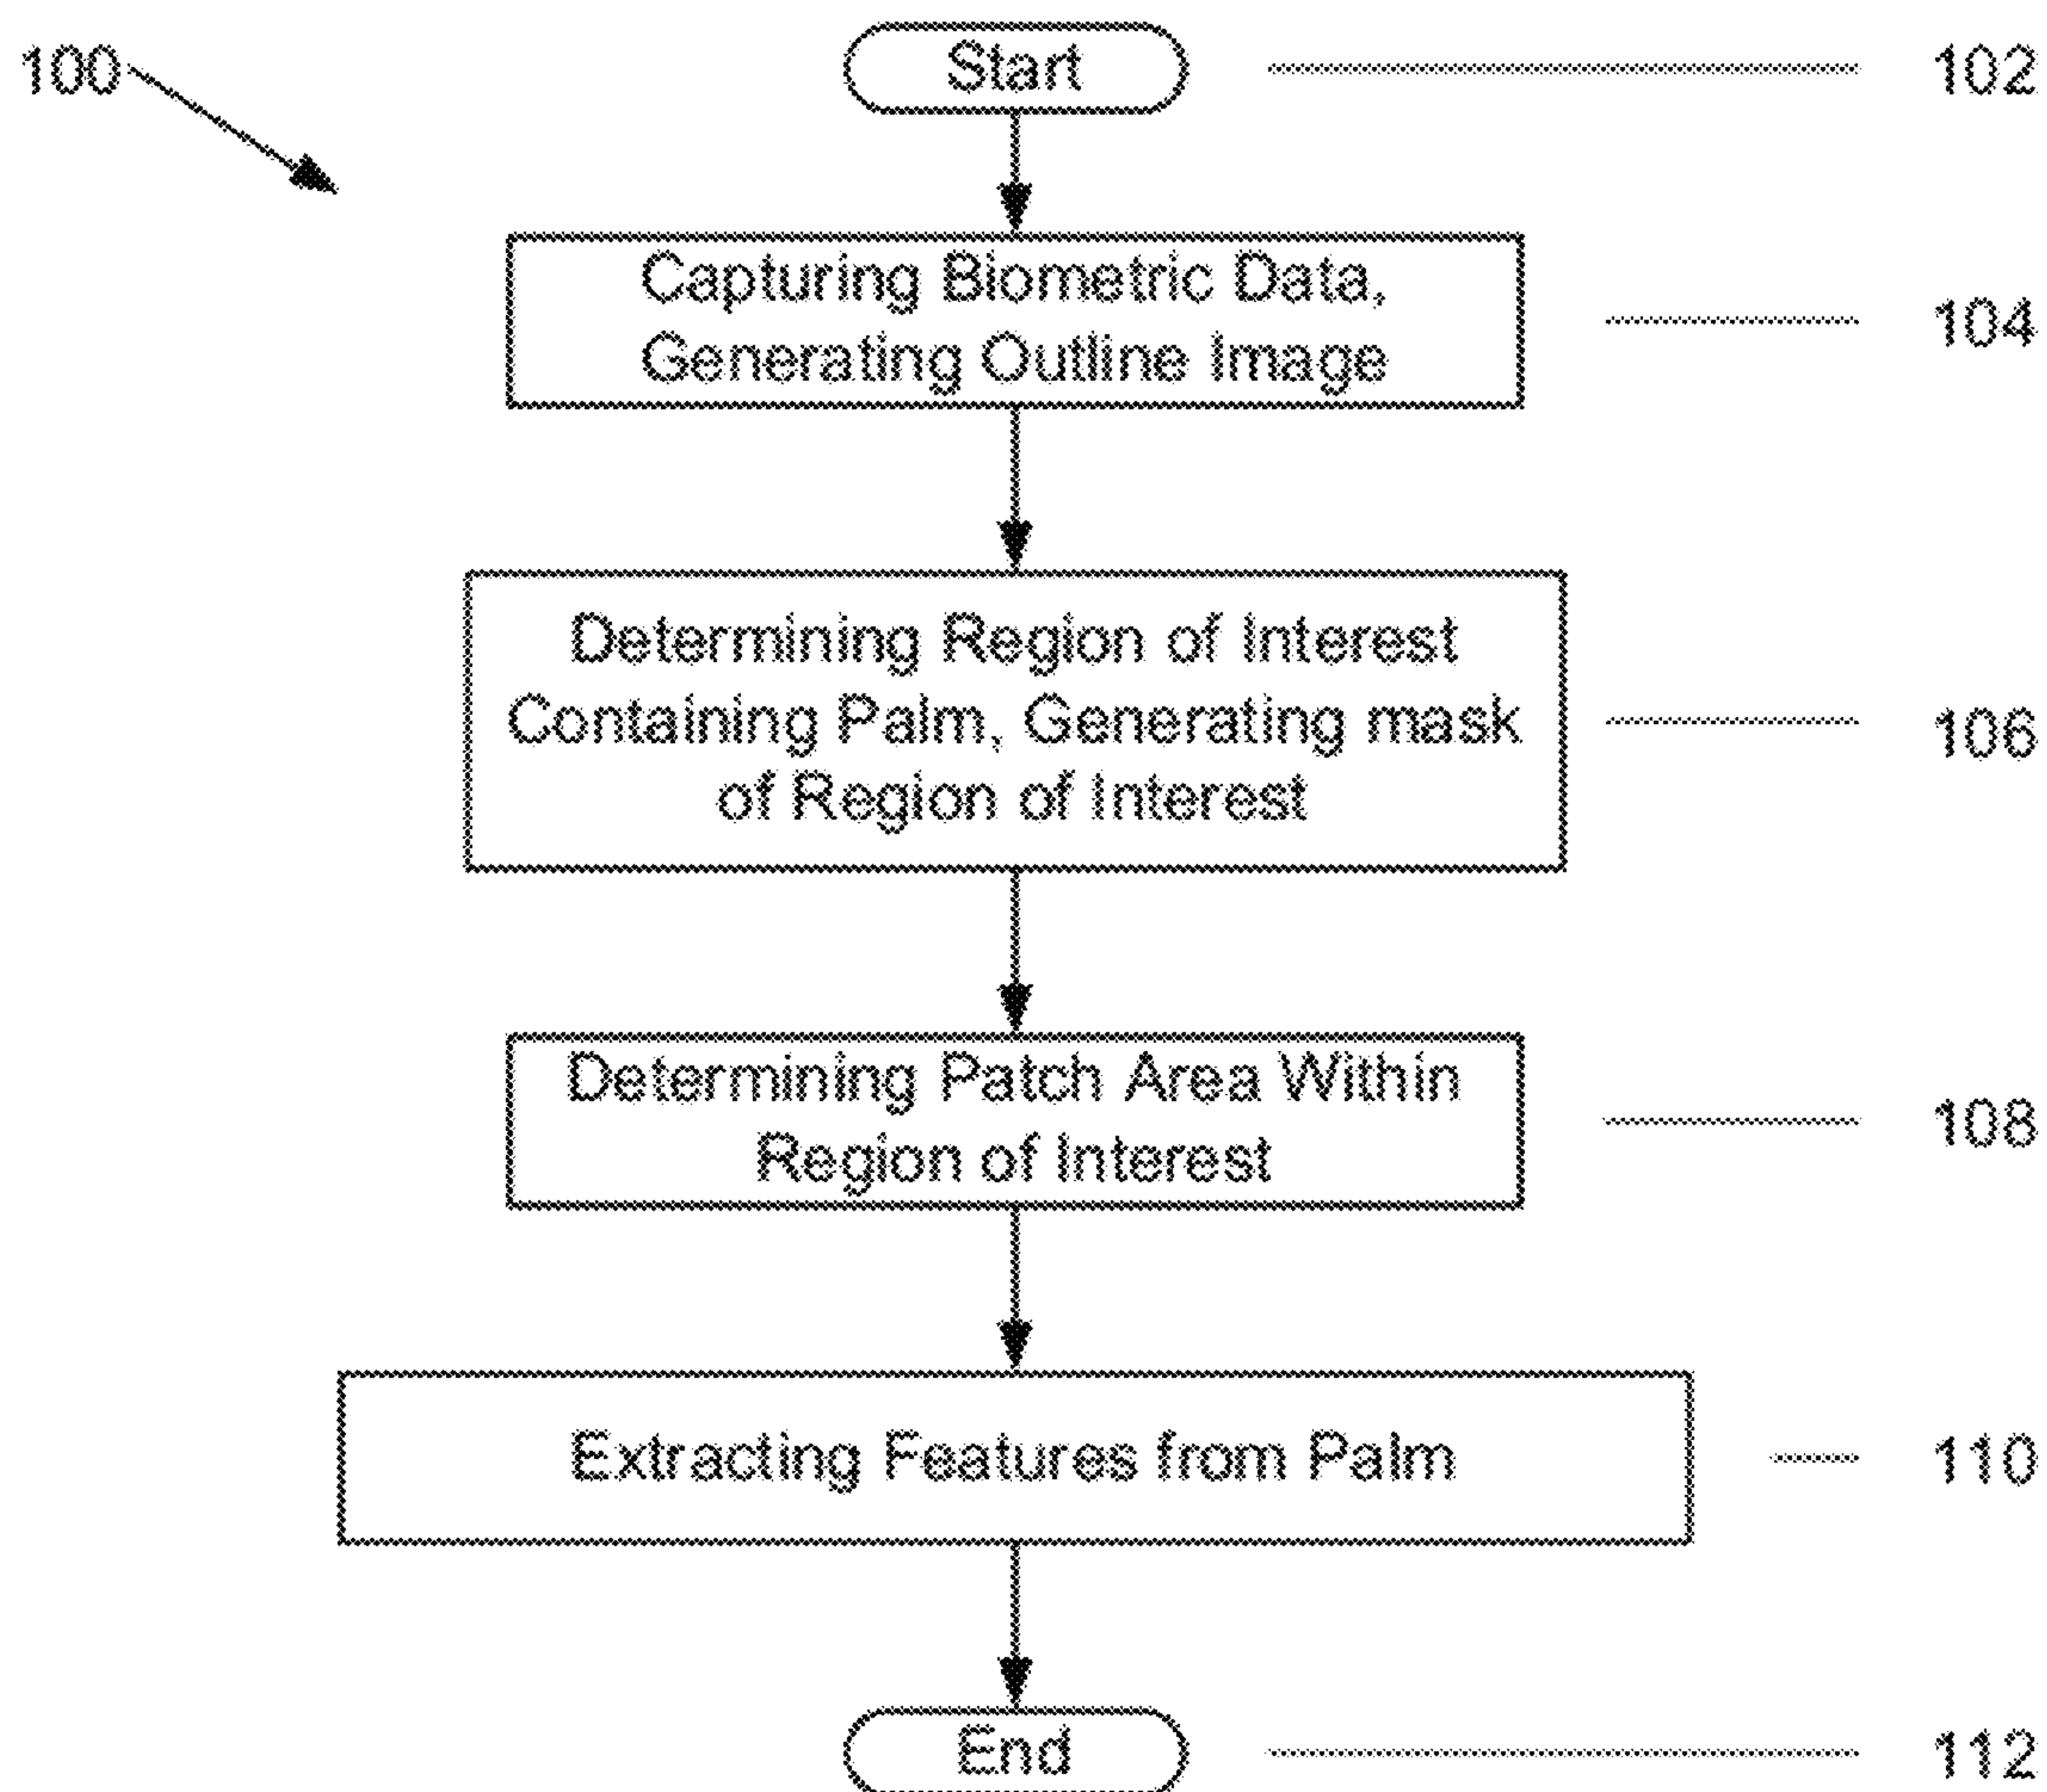 100
Start
102
Capturing Biometric Data,
Generating Outline Image
104
Determining Region of Interest
Containing Palm, Generating mask
of Region of Interest
106
Determining Patch Area Within
Region of Interest
108
Extracting Features from Palm
110
End
112